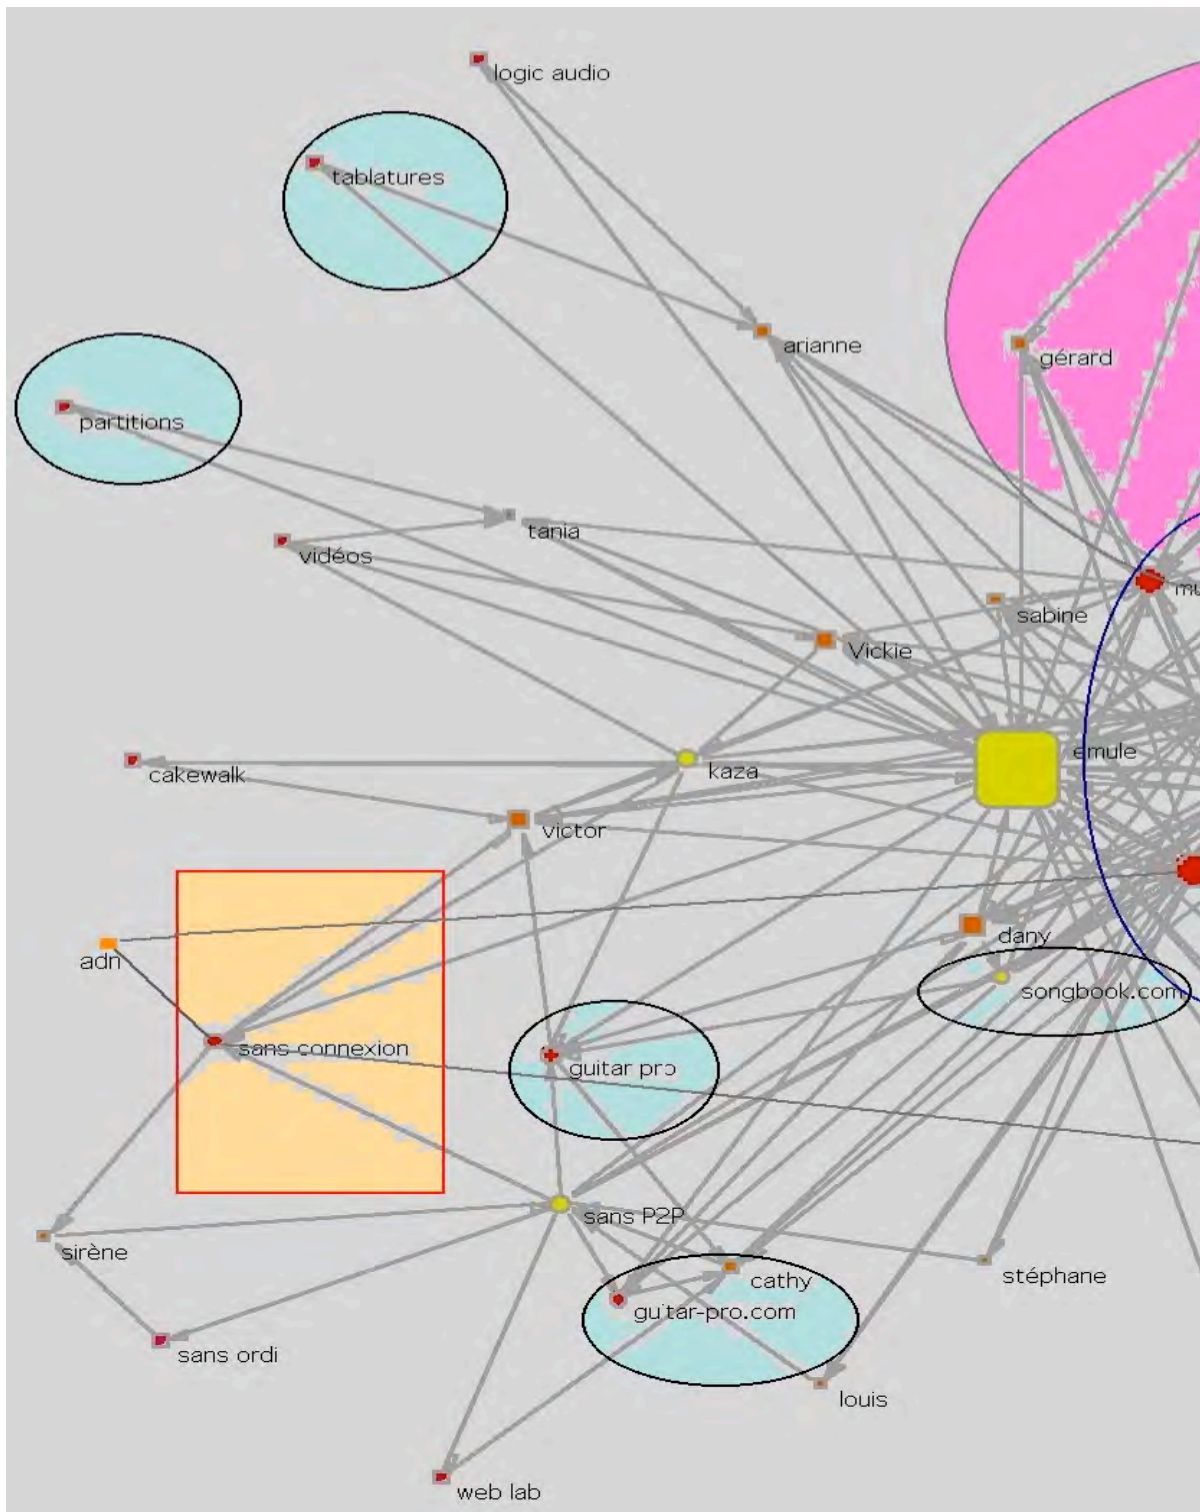 logic audio
tablatures
arianne
gérard
partitions
tania
vidéos
mu
sabine
Vickie
emule
kaza
cakewalk
victor
dany
adn
songbook.com
sans connexion
guitar pro
sans P2P
sirène
cathy
stéphane
guitar-pro.com
sans ordi
louis
web lab